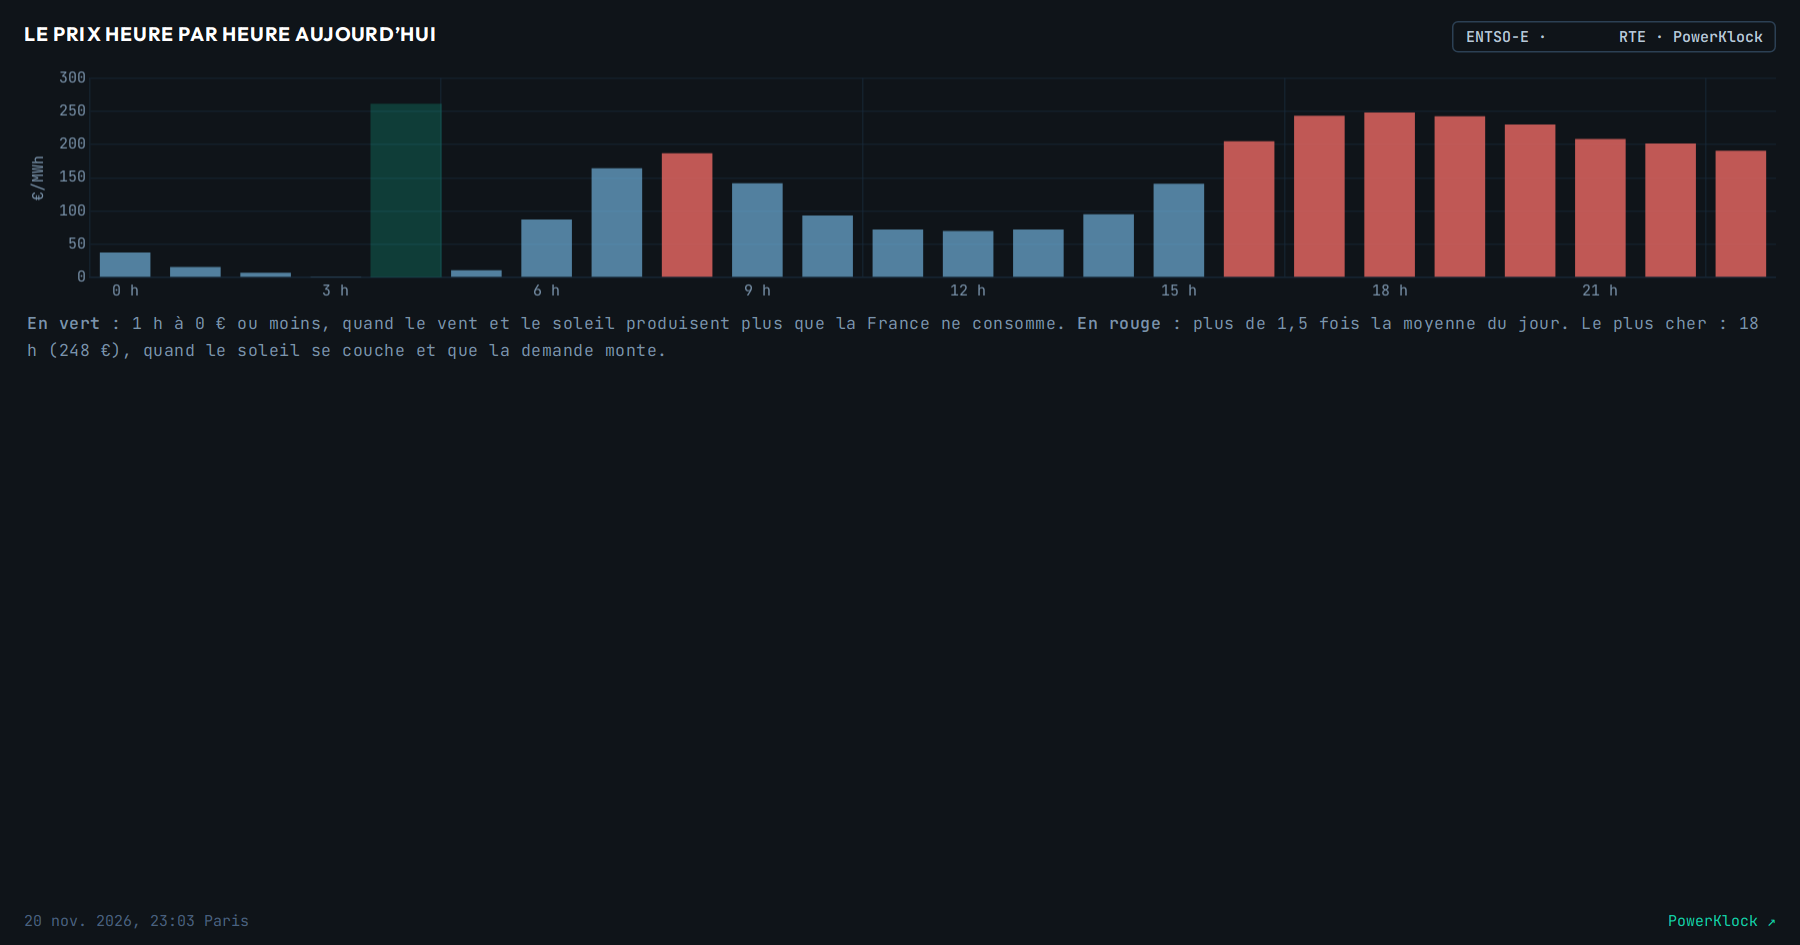 LE PRIX HEURE PAR HEURE AUJOURD’HUI
ENTSO-E · RTE · PowerKlock
300
250
200
150
100
50
0
€/MWh
0 h 3 h 6 h 9 h 12 h 15 h 18 h 21 h
En vert : 1 h à 0 € ou moins, quand le vent et le soleil produisent plus que la France ne consomme. En rouge : plus de 1,5 fois la moyenne du jour. Le plus cher : 18
h (248 €), quand le soleil se couche et que la demande monte.
20 nov. 2026, 23:03 Paris
PowerKlock ↗